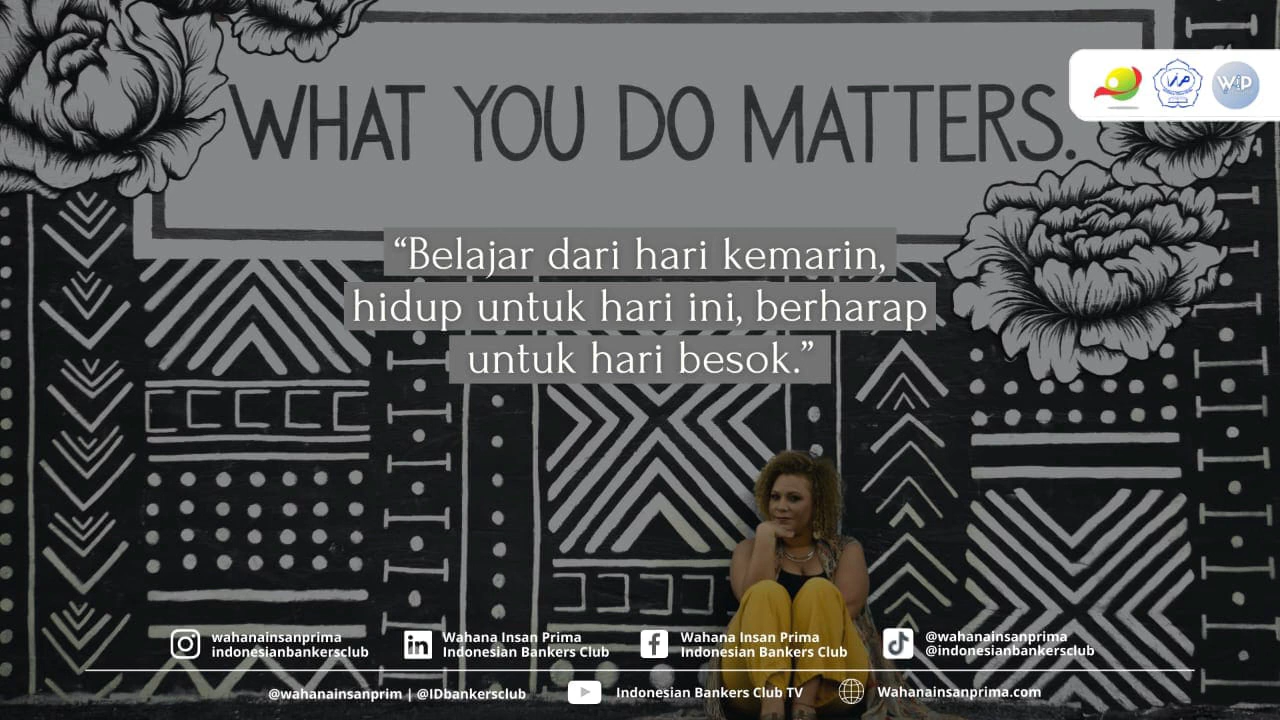 WHAT YOU DO MATTERS.
“Belajar dari hari kemarin,
hidup untuk hari ini, berharap
untuk hari besok.”
wahanainsanprima
indonesianbankersclub
Wahana Insan Prima
Indonesian Bankers Club
Wahana Insan Prima
Indonesian Bankers Club
@wahanainsanprima
@indonesianbankersclub
@wahanainsanprim | @IDbankersclub
Indonesian Bankers Club TV
Wahanainsanprima.com